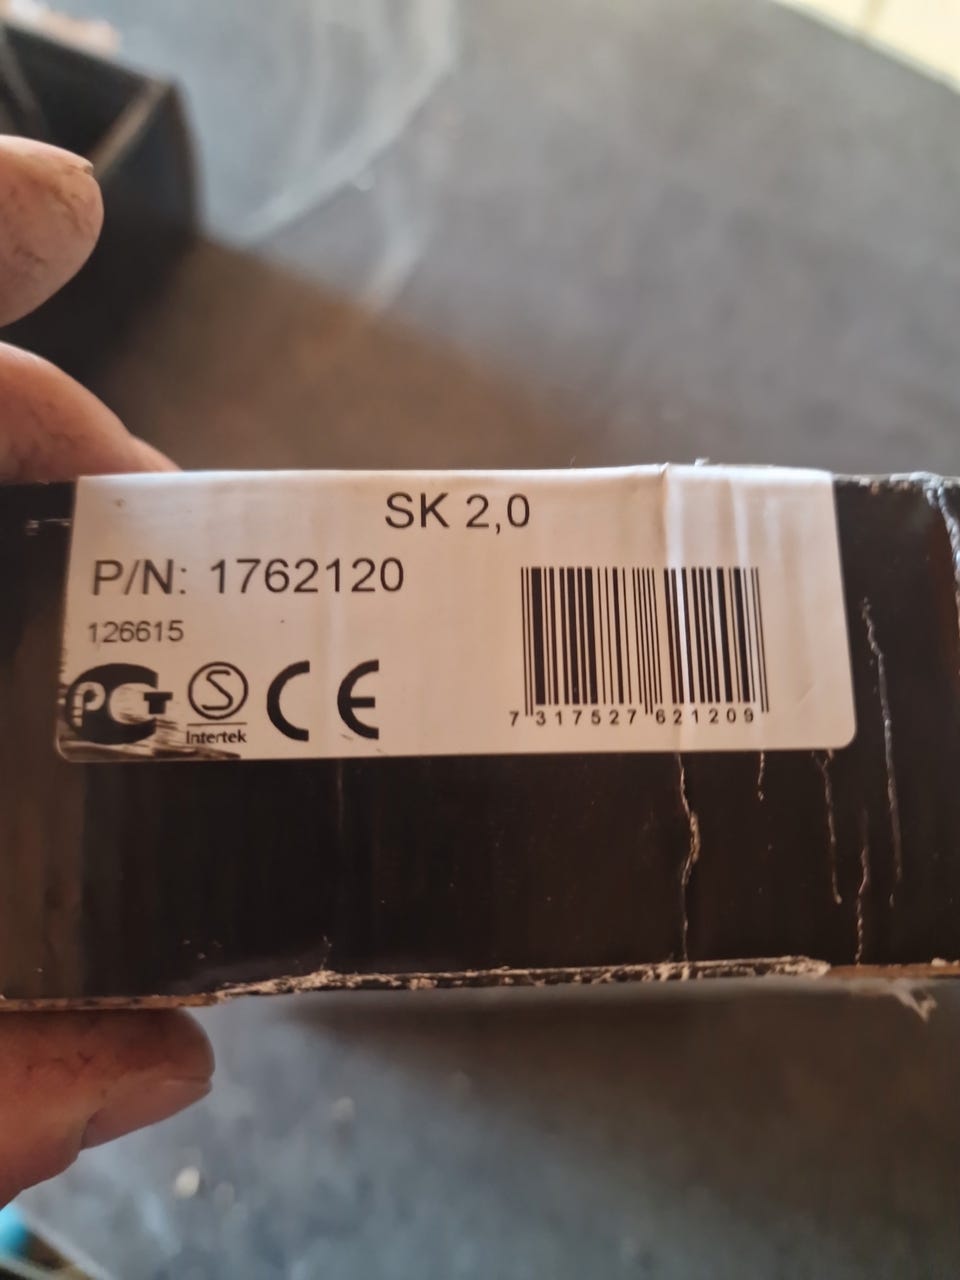 SK 2,0
P/N: 1762120
126615
PCT
S
Intertek
CE
7 317527 621209